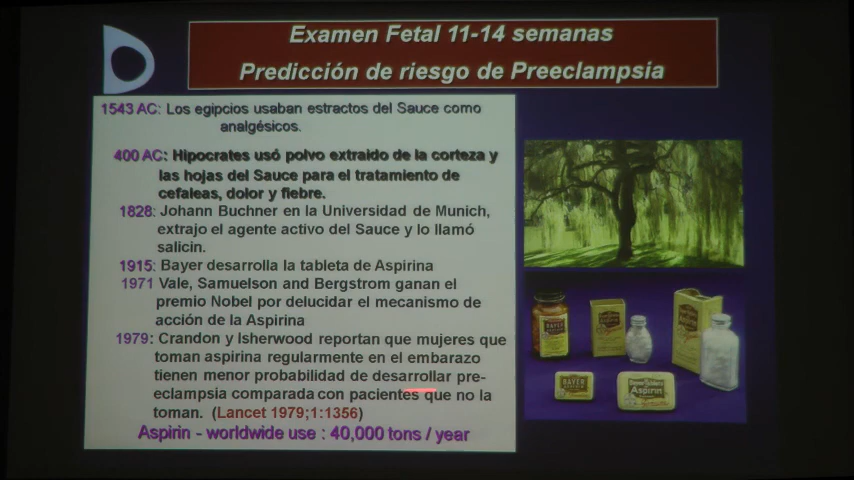 Examen Fetal 11-14 semanas
Predicción de riesgo de Preeclampsia
1543 AC: Los egipcios usaban estractos del Sauce como
analgésicos.
400 AC: Hipocrates usó polvo extraido de la corteza y
las hojas del Sauce para el tratamiento de
cefaleas, dolor y fiebre.
1828: Johann Buchner en la Universidad de Munich,
extrajo el agente activo del Sauce y lo llamó
salicin.
1915: Bayer desarrolla la tableta de Aspirina
1971 Vale, Samuelson and Bergstrom ganan el
premio Nobel por delucidar el mecanismo de
acción de la Aspirina
1979: Crandon y Isherwood reportan que mujeres que
toman aspirina regularmente en el embarazo
tienen menor probabilidad de desarrollar pre-
eclampsia comparada con pacientes que no la
toman. (Lancet 1979;1:1356)
Aspirin - worldwide use : 40,000 tons / year
BAYER
BAYER
Aspirin